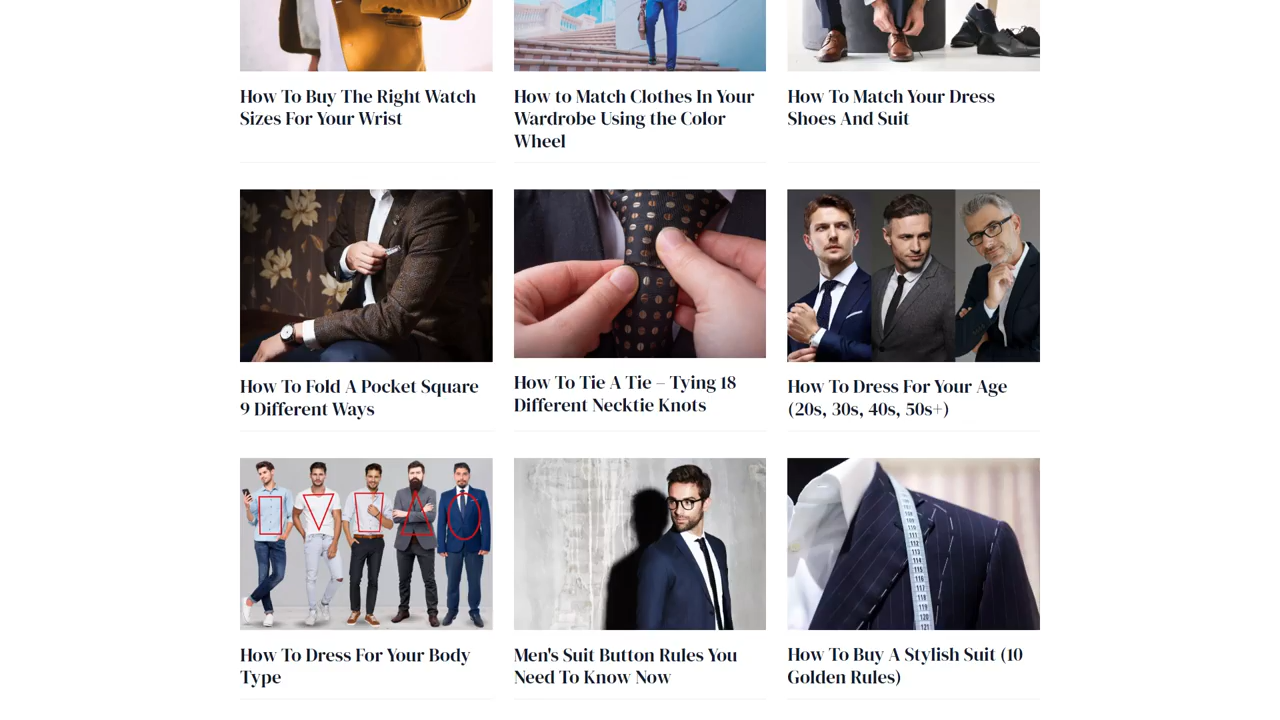 How To Buy The Right Watch
Sizes For Your Wrist
How to Match Clothes In Your
Wardrobe Using the Color
Wheel
How To Match Your Dress
Shoes And Suit
How To Fold A Pocket Square
9 Different Ways
How To Tie A Tie – Tying 18
Different Necktie Knots
How To Dress For Your Age
(20s, 30s, 40s, 50s+)
How To Dress For Your Body
Type
Men's Suit Button Rules You
Need To Know Now
How To Buy A Stylish Suit (10
Golden Rules)